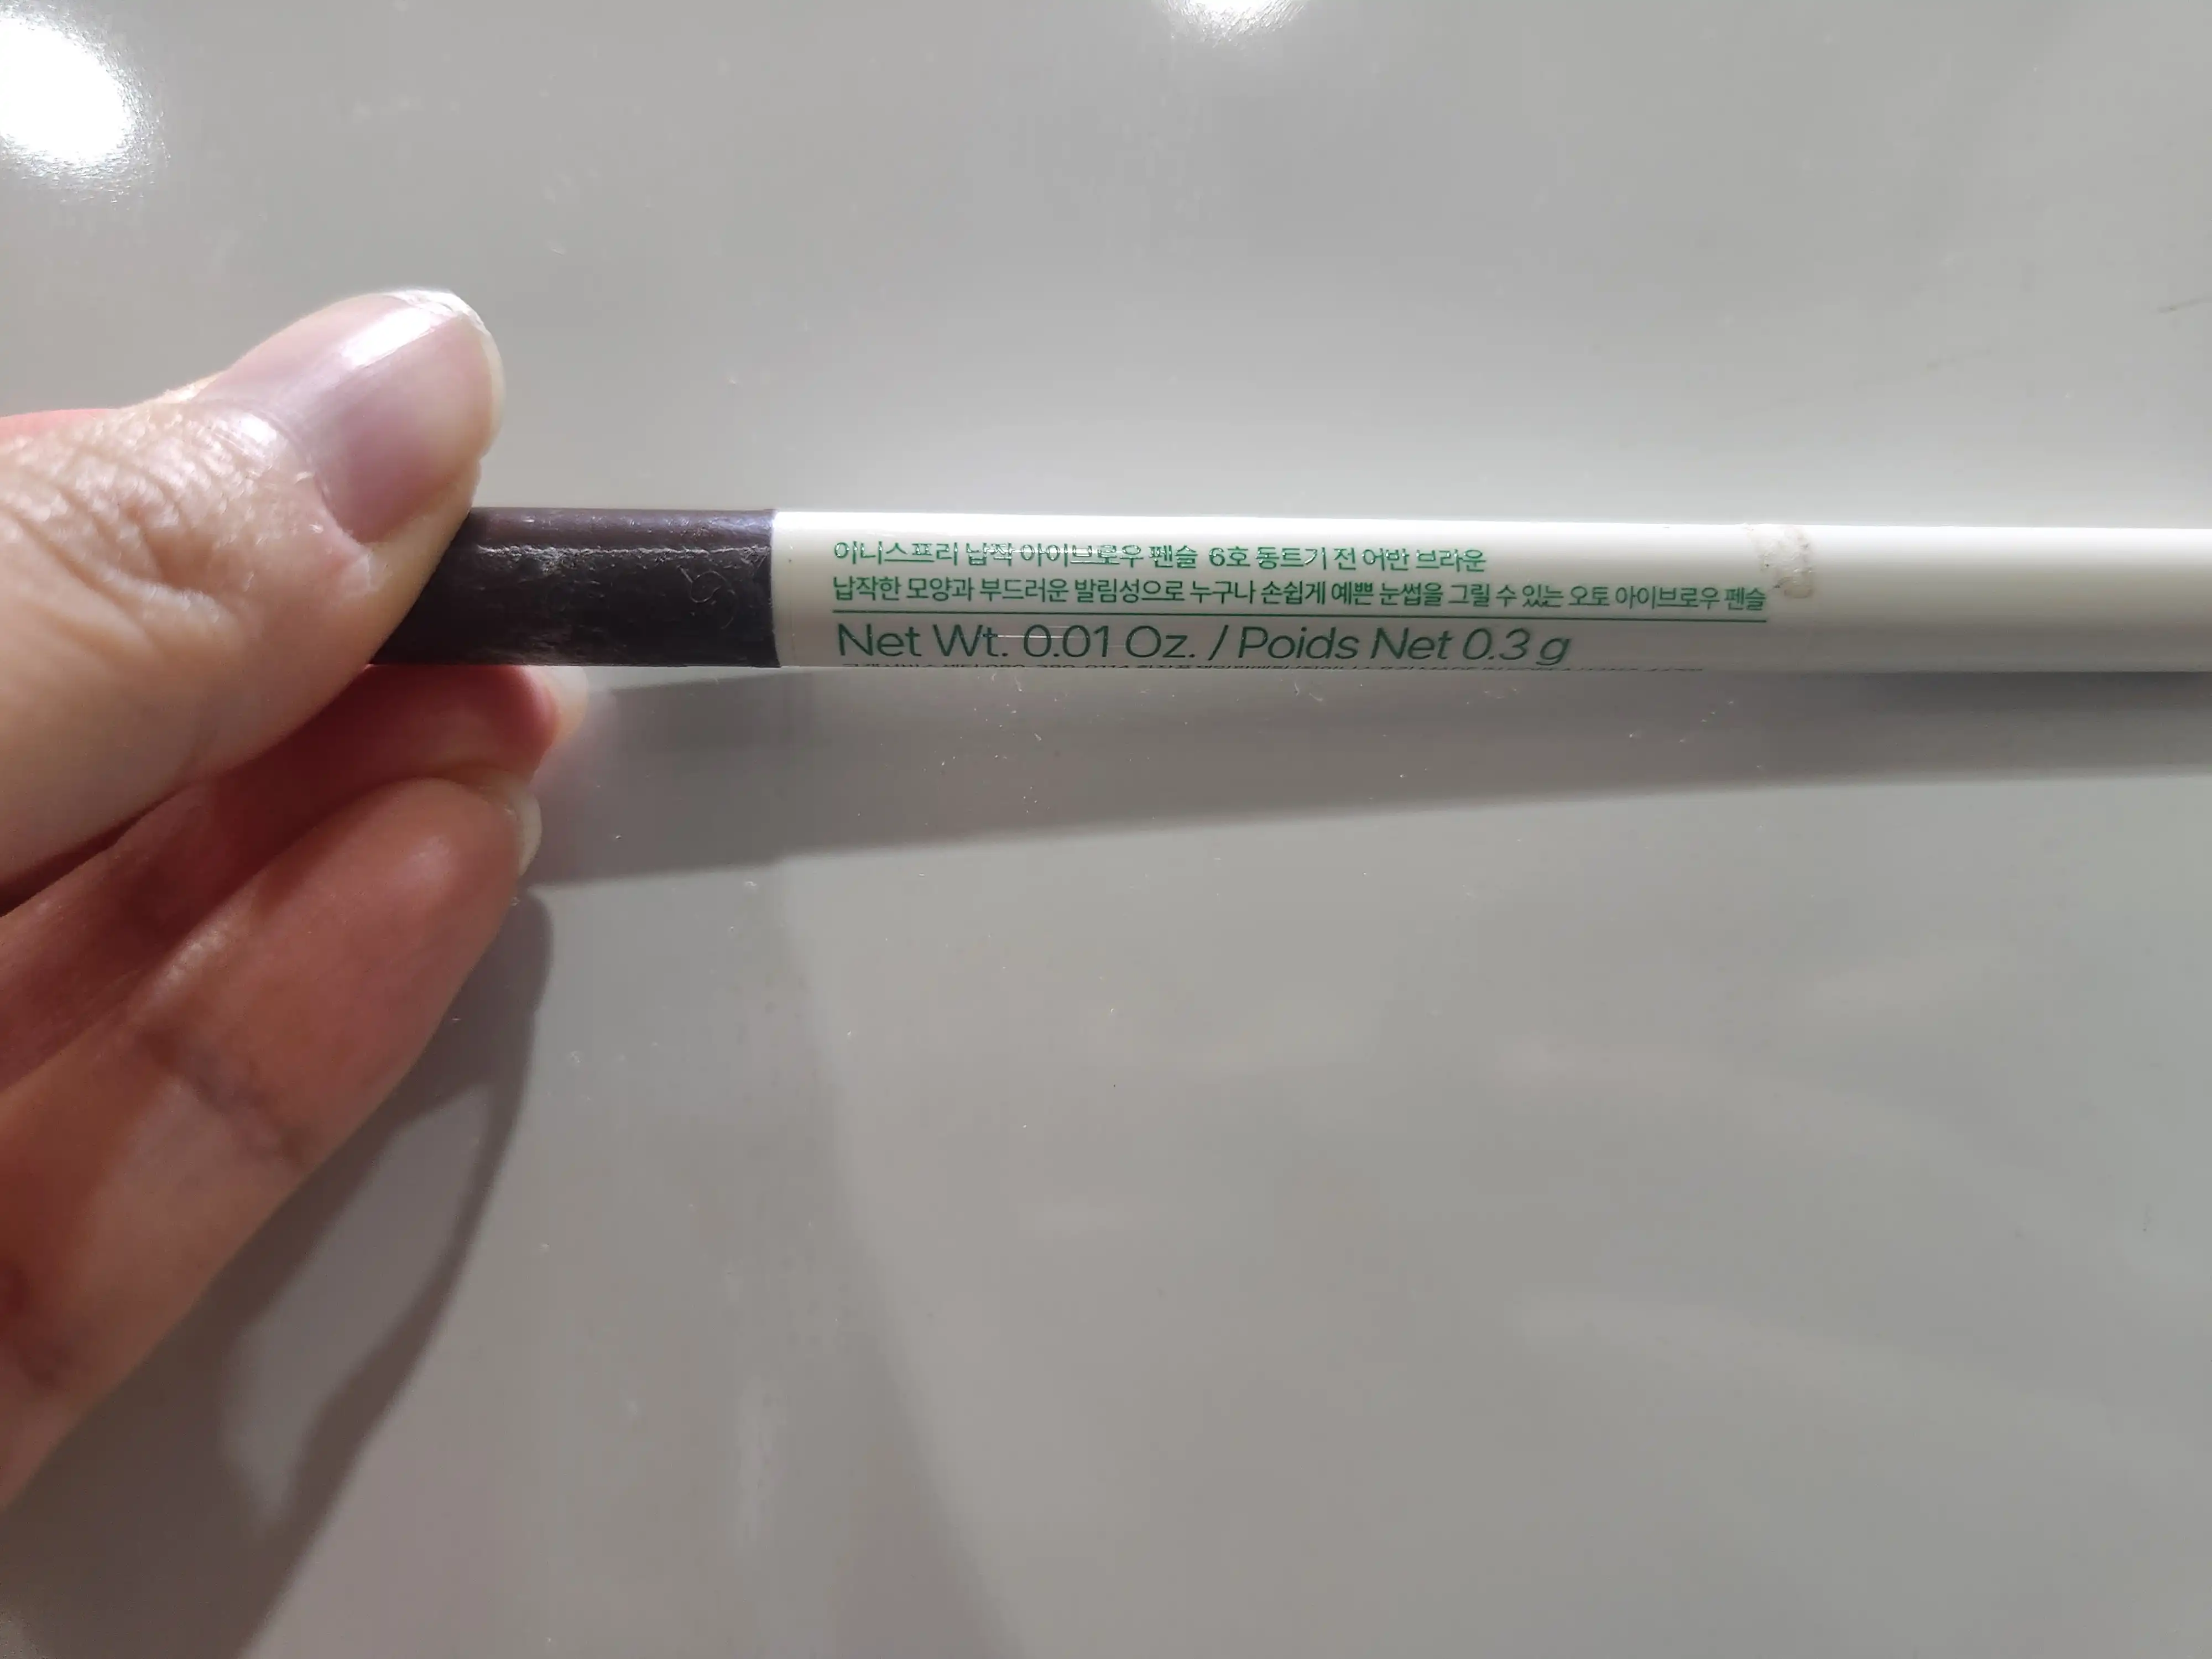 이니스프리 납작 아이브로우 펜슬 6호 동트기 전 어반 브라운
납작한 모양과 부드러운 발림성으로 누구나 손쉽게 예쁜 눈썹을 그릴 수 있는 오토 아이브로우 펜슬
Net Wt. 0.01 Oz. / Poids Net 0.3 g